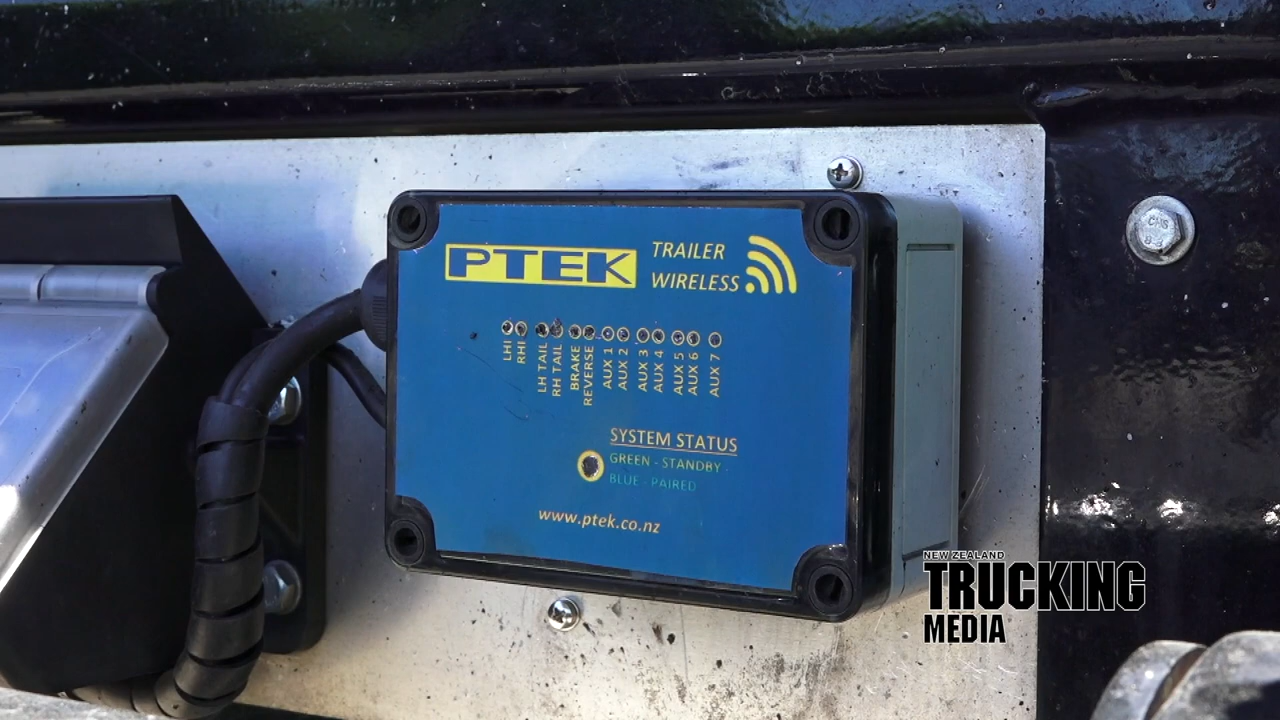 PTEK
TRAILER
WIRELESS
LHI
RHI
LH TAIL
RH TAIL
BRAKE
REVERSE
AUX 1
AUX 2
AUX 3
AUX 4
AUX 5
AUX 6
AUX 7
SYSTEM STATUS
GREEN - STANDBY
BLUE - PAIRED
www.ptek.co.nz
NEW ZEALAND
TRUCKING
MEDIA